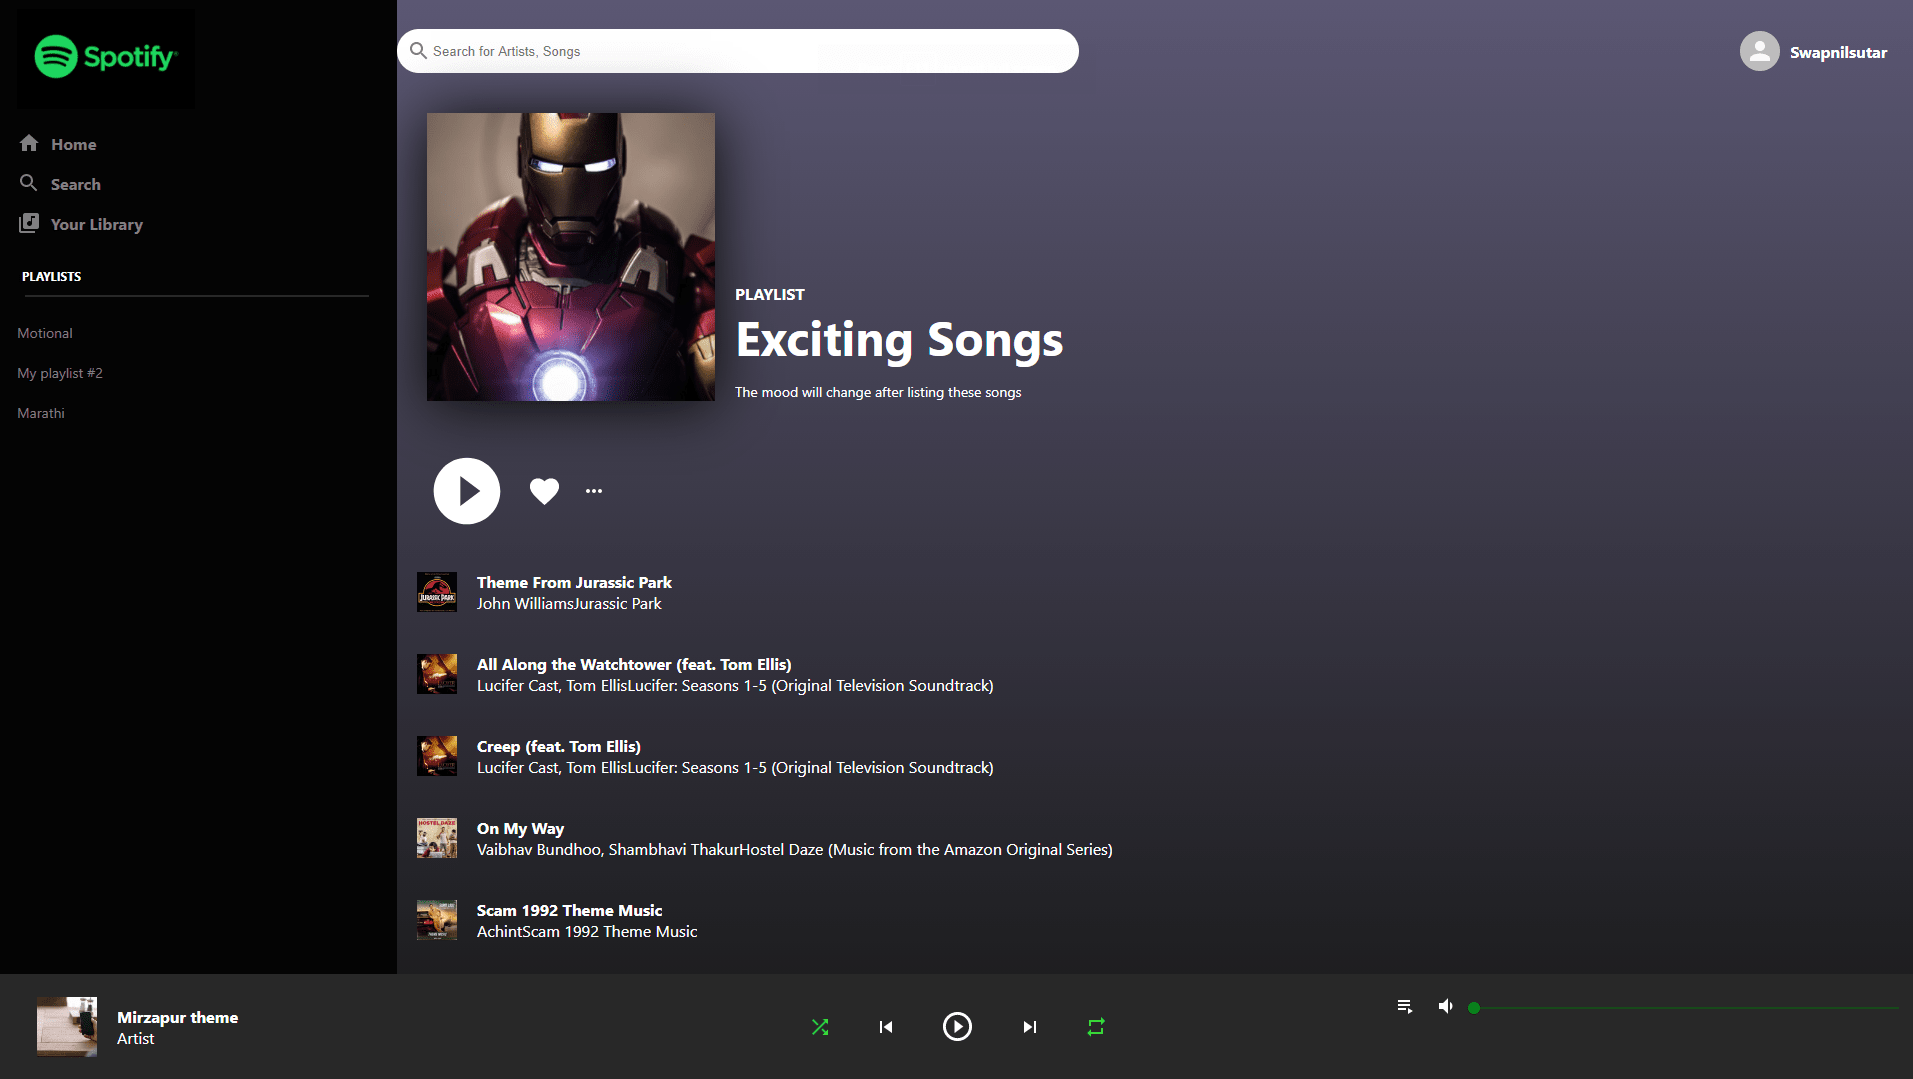 Spotify
Home
Search
Your Library
PLAYLISTS
Motional
My playlist #2
Marathi
Search for Artists, Songs
Swapnilsutar
PLAYLIST
Exciting Songs
The mood will change after listing these songs
JURASSIC PARK
Theme From Jurassic Park
John WilliamsJurassic Park
All Along the Watchtower (feat. Tom Ellis)
Lucifer Cast, Tom EllisLucifer: Seasons 1-5 (Original Television Soundtrack)
Creep (feat. Tom Ellis)
Lucifer Cast, Tom EllisLucifer: Seasons 1-5 (Original Television Soundtrack)
HOSTEL DAZE
On My Way
Vaibhav Bundhoo, Shambhavi ThakurHostel Daze (Music from the Amazon Original Series)
Scam 1992 Theme Music
AchintScam 1992 Theme Music
Mirzapur theme
Artist